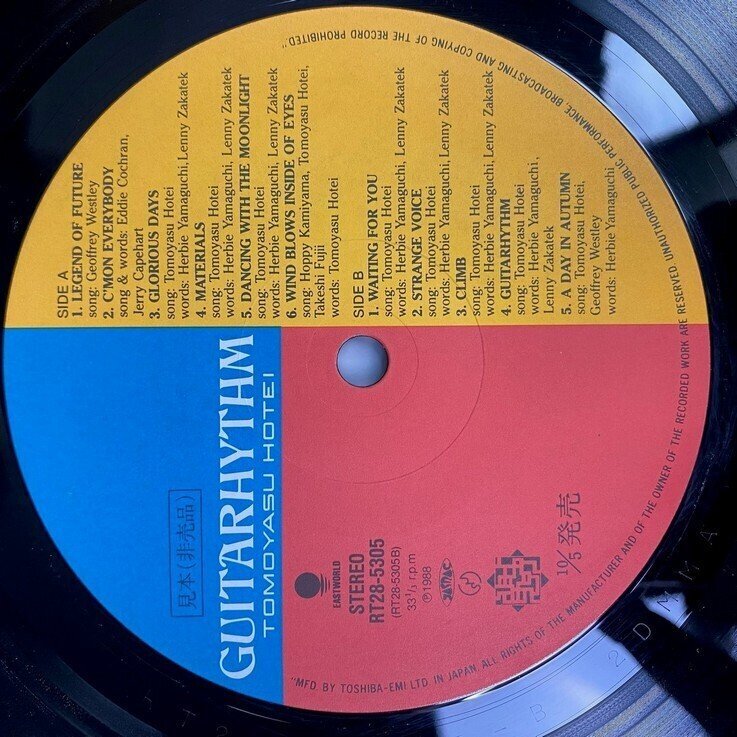 GUITARHYTHM
TOMOYASU HOTEI
見本(非売品)
SIDE A
1. LEGEND OF FUTURE
song: Geoffrey Westley
2. C'MON EVERYBODY
song & words: Eddie Cochran,
Jerry Capehart
3. GLORIOUS DAYS
song: Tomoyasu Hotei
words: Herbie Yamaguchi, Lenny Zakatek
4. MATERIALS
song: Tomoyasu Hotei
words: Herbie Yamaguchi, Lenny Zakatek
5. DANCING WITH THE MOONLIGHT
song: Tomoyasu Hotei
words: Herbie Yamaguchi, Lenny Zakatek
6. WIND BLOWS INSIDE OF EYES
song: Hoppy Kamiyama, Tomoyasu Hotei,
Takeshi Fujii
words: Tomoyasu Hotei
SIDE B
1. WAITING FOR YOU
song: Tomoyasu Hotei
words: Herbie Yamaguchi, Lenny Zakatek
2. STRANGE VOICE
song: Tomoyasu Hotei
words: Herbie Yamaguchi, Lenny Zakatek
3. CLIMB
song: Tomoyasu Hotei
words: Herbie Yamaguchi, Lenny Zakatek
4. GUITARHYTHM
song: Tomoyasu Hotei
words: Herbie Yamaguchi,
Lenny Zakatek
5. A DAY IN AUTUMN
song: Tomoyasu Hotei,
Geoffrey Westley
words: Herbie Yamaguchi
EASTWORLD
STEREO
RT28-5305
(RT28-5305B)
33 1/3 r.p.m
Ⓟ1988
10/5 発売
"MFD. BY TOSHIBA-EMI LTD. IN JAPAN. ALL RIGHTS OF THE MANUFACTURER AND OF THE OWNER OF THE RECORDED WORK ARE RESERVED. UNAUTHORIZED PUBLIC PERFORMANCE, BROADCASTING AND COPYING OF THE RECORD PROHIBITED."